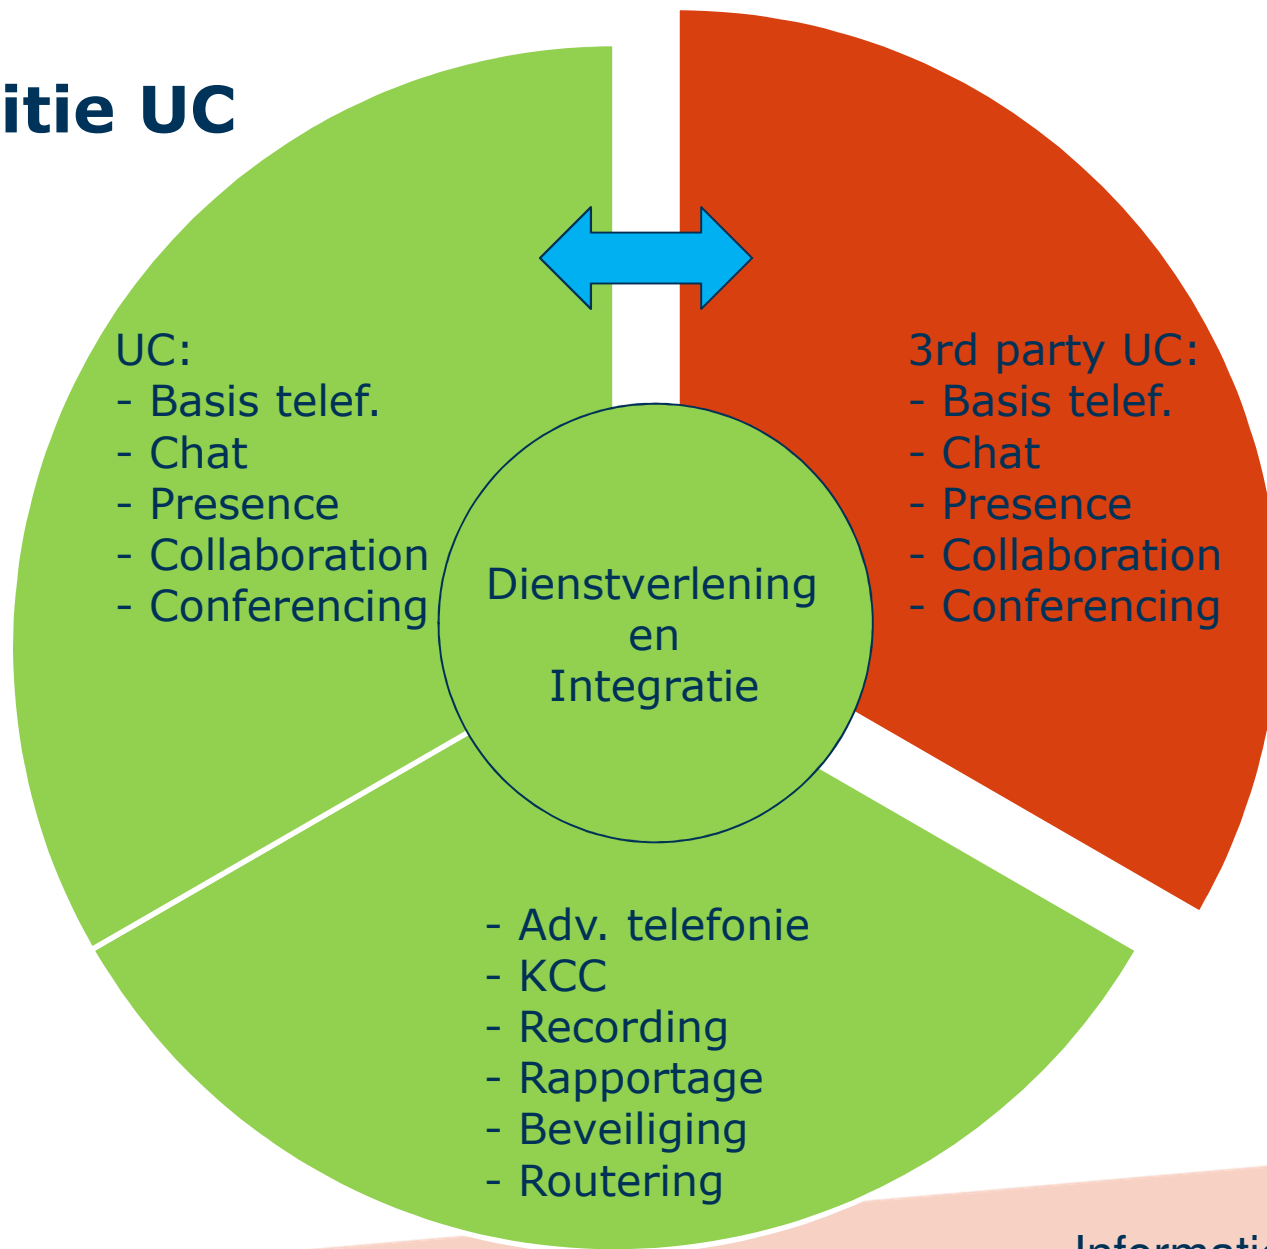 itie UC
UC:
- Basis telef.
- Chat
- Presence
- Collaboration
- Conferencing
3rd party UC:
- Basis telef.
- Chat
- Presence
- Collaboration
- Conferencing
Dienstverlening
en
Integratie
- Adv. telefonie
- KCC
- Recording
- Rapportage
- Beveiliging
- Routering